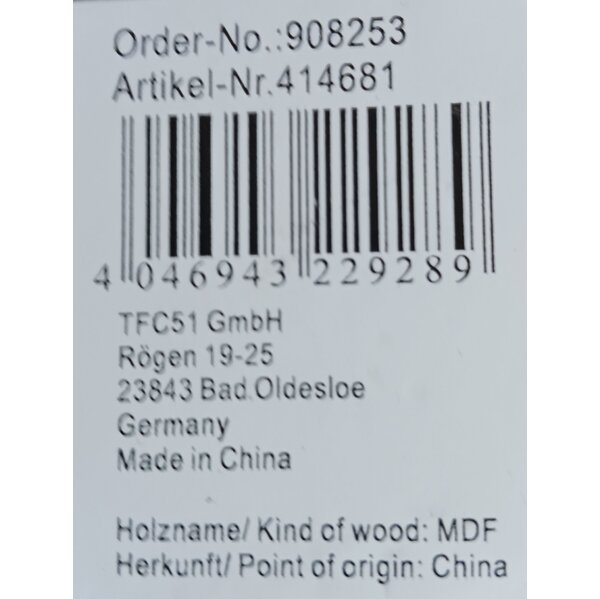 Order-No.:908253
Artikel-Nr.414681
4 046943 229289
TFC51 GmbH
Rögen 19-25
23843 Bad Oldesloe
Germany
Made in China
Holzname/ Kind of wood: MDF
Herkunft/ Point of origin: China